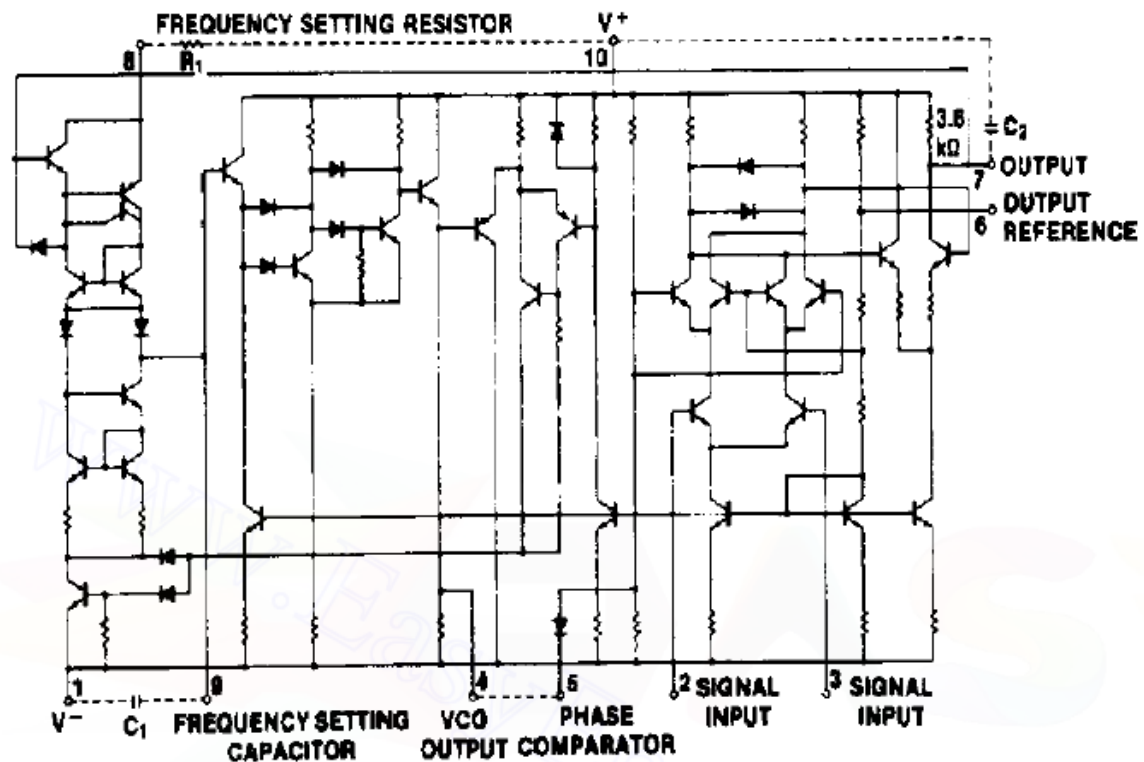 FREQUENCY SETTING RESISTOR
V+
8
R1
10
3.6
kΩ
C2
7
OUTPUT
6
OUTPUT
REFERENCE
1
V−
C1
9
FREQUENCY SETTING
CAPACITOR
4
VCG
OUTPUT
5
PHASE
COMPARATOR
2
SIGNAL
INPUT
3
SIGNAL
INPUT